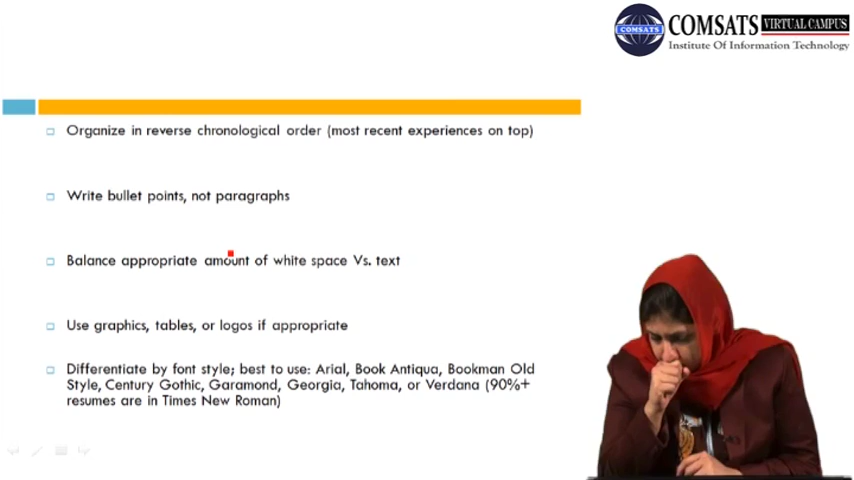 COMSATS
COMSATS VIRTUAL CAMPUS
Institute Of Information Technology
Organize in reverse chronological order (most recent experiences on top)
Write bullet points, not paragraphs
Balance appropriate amount of white space Vs. text
Use graphics, tables, or logos if appropriate
Differentiate by font style; best to use: Arial, Book Antiqua, Bookman Old
Style, Century Gothic, Garamond, Georgia, Tahoma, or Verdana (90%+
resumes are in Times New Roman)